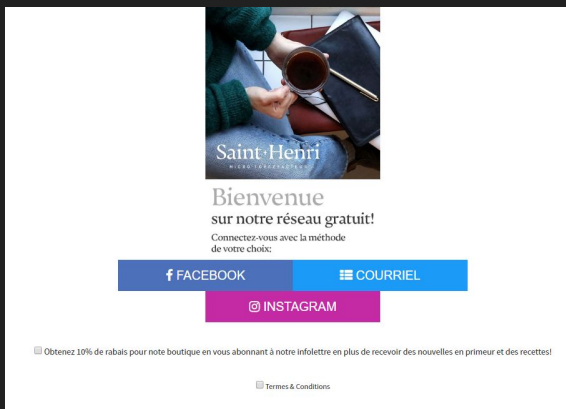 Saint·Henri
MICRO TORRÉFACTEUR
Bienvenue
sur notre réseau gratuit!
Connectez-vous avec la méthode
de votre choix:
FACEBOOK
COURRIEL
INSTAGRAM
Obtenez 10% de rabais pour note boutique en vous abonnant à notre infolettre en plus de recevoir des nouvelles en primeur et des recettes!
Termes & Conditions